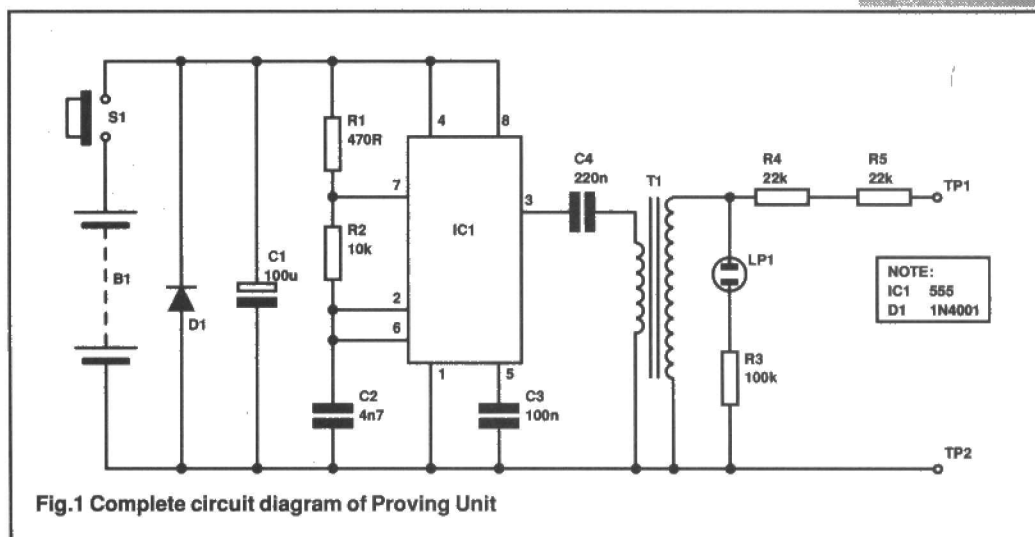 S1
B1
D1
C1
100u
R1
470R
R2
10k
C2
4n7
4
8
7
3
IC1
2
6
1
5
C3
100n
C4
220n
T1
R4
22k
R5
22k
TP1
LP1
R3
100k
NOTE:
IC1 555
D1 1N4001
TP2
Fig.1 Complete circuit diagram of Proving Unit